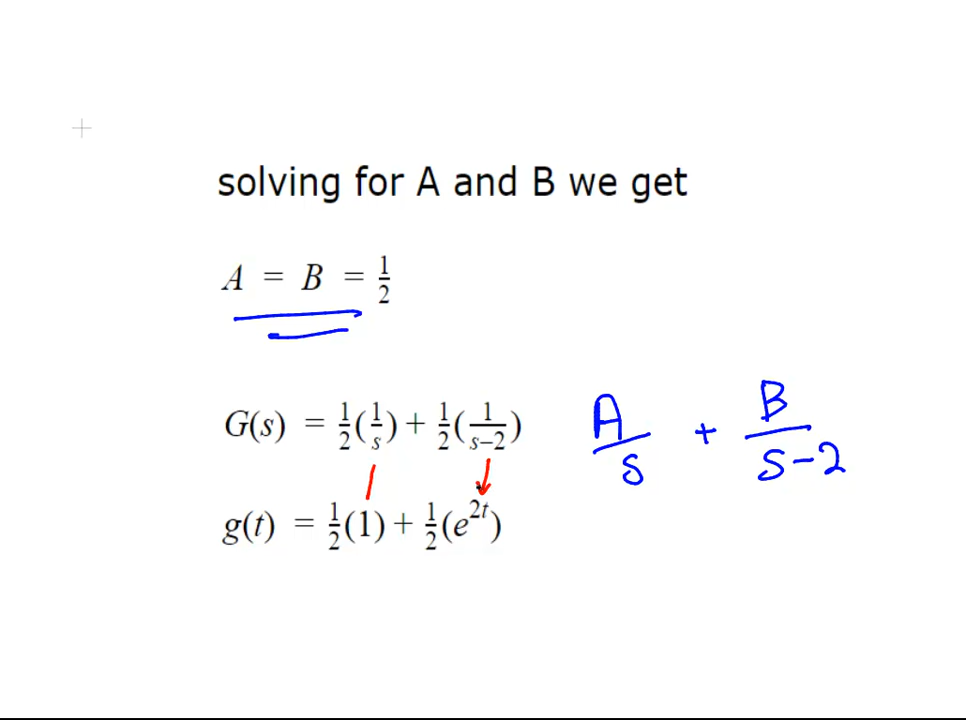 solving for A and B we get
A = B = 1/2
G(s) = 1/2(1/s) + 1/2(1/s–2)
A/s + B/s-2
g(t) = 1/2(1) + 1/2(e^2t)